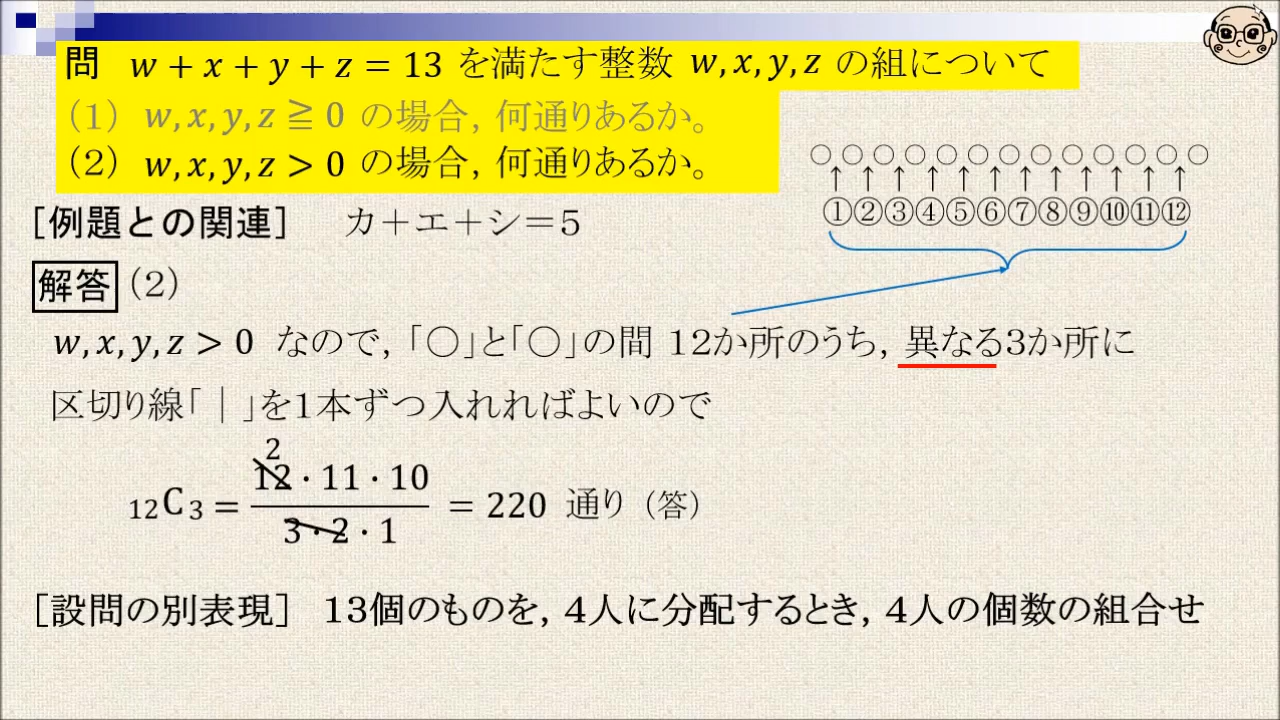 問 w+x+y+z=13 を満たす整数 w,x,y,z の組について
(1) w,x,y,z≧0 の場合,何通りあるか。
(2) w,x,y,z>0 の場合,何通りあるか。
○○○○○○○○○○○○○
↑↑↑↑↑↑↑↑↑↑↑↑
①②③④⑤⑥⑦⑧⑨⑩⑪⑫
[例題との関連] カ+エ+シ=5
解答 (2)
w,x,y,z>0 なので,「○」と「○」の間 12か所のうち,異なる3か所に
区切り線「|」を1本ずつ入れればよいので
2
12・11・10
₁₂C₃= =220 通り (答)
3・2・1
[設問の別表現] 13個のものを,4人に分配するとき,4人の個数の組合せ